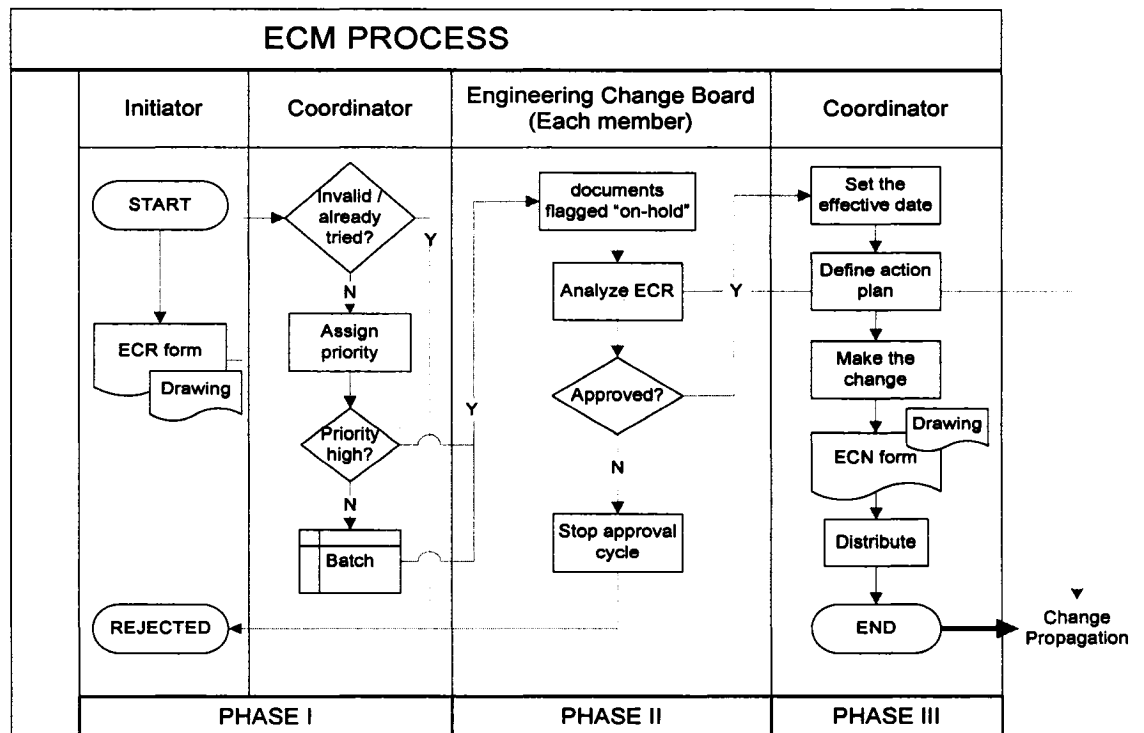 ECM PROCESS
Initiator
Coordinator
Engineering Change Board
(Each member)
Coordinator
START
ECR form
Drawing
REJECTED
Invalid /
already
tried?
Y
N
Assign
priority
Priority
high?
Y
N
Batch
documents
flagged "on-hold"
Analyze ECR
Y
Approved?
N
Stop approval
cycle
Set the
effective date
Define action
plan
Make the
change
Drawing
ECN form
Distribute
END
Change
Propagation
PHASE I
PHASE II
PHASE III